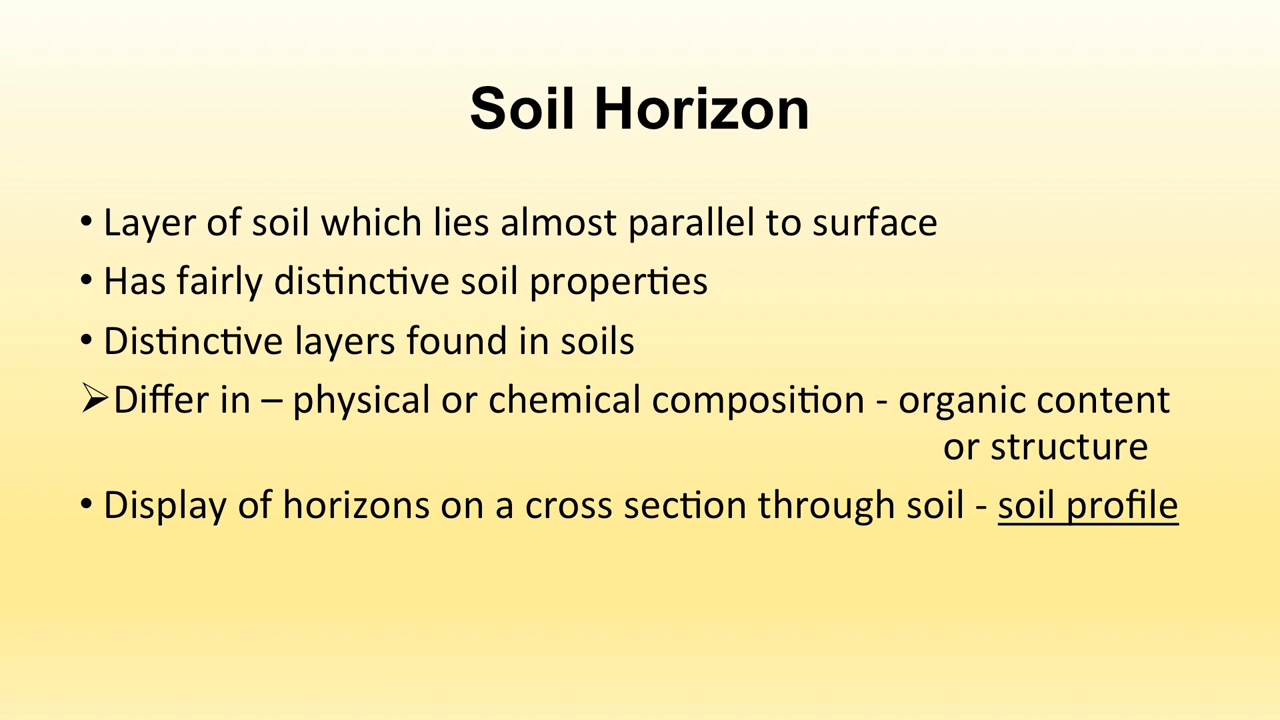 Soil Horizon
• Layer of soil which lies almost parallel to surface
• Has fairly distinctive soil properties
• Distinctive layers found in soils
➢Differ in – physical or chemical composition - organic content
or structure
• Display of horizons on a cross section through soil - soil profile